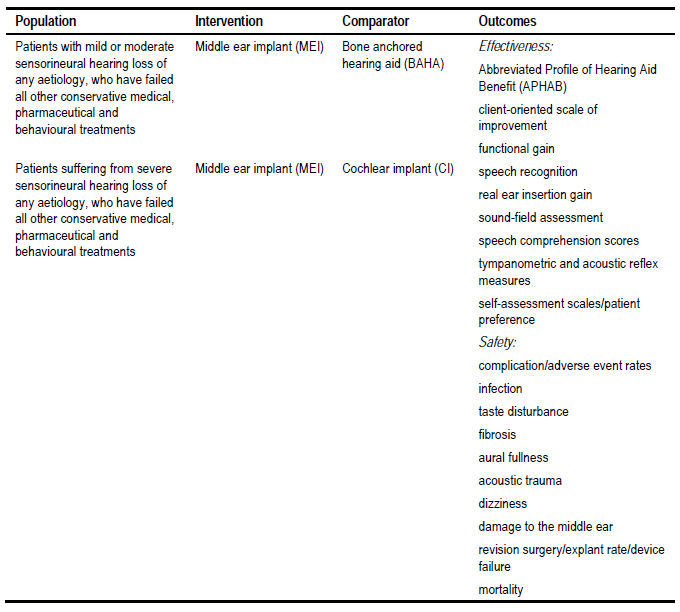 Population Intervention Comparator Outcomes
Patients with mild or moderate
sensorineural hearing loss of
any aetiology, who have failed
all other conservative medical,
pharmaceutical and
behavioural treatments
Middle ear implant (MEI)
Bone anchored
hearing aid (BAHA)
Patients suffering from severe
sensorineural hearing loss of
any aetiology, who have failed
all other conservative medical,
pharmaceutical and
behavioural treatments
Middle ear implant (MEI)
Cochlear implant (CI)
Effectiveness:
Abbreviated Profile of Hearing Aid
Benefit (APHAB)
client-oriented scale of
improvement
functional gain
speech recognition
real ear insertion gain
sound-field assessment
speech comprehension scores
tympanometric and acoustic reflex
measures
self-assessment scales/patient
preference
Safety:
complication/adverse event rates
infection
taste disturbance
fibrosis
aural fullness
acoustic trauma
dizziness
damage to the middle ear
revision surgery/explant rate/device
failure
mortality